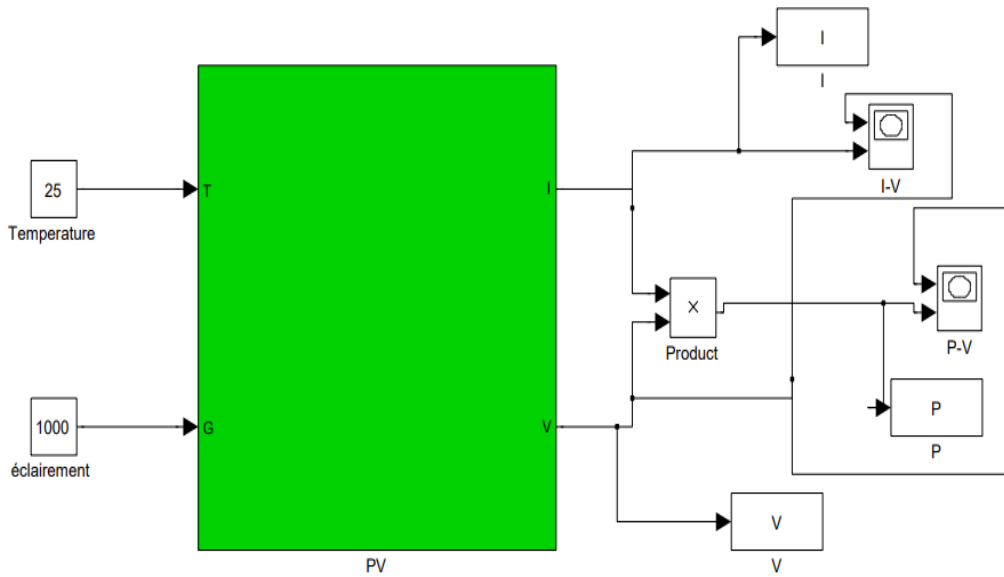 I
I
I-V
25
T
I
Temperature
X
Product
P-V
1000
G
V
éclairement
P
P
V
V
PV